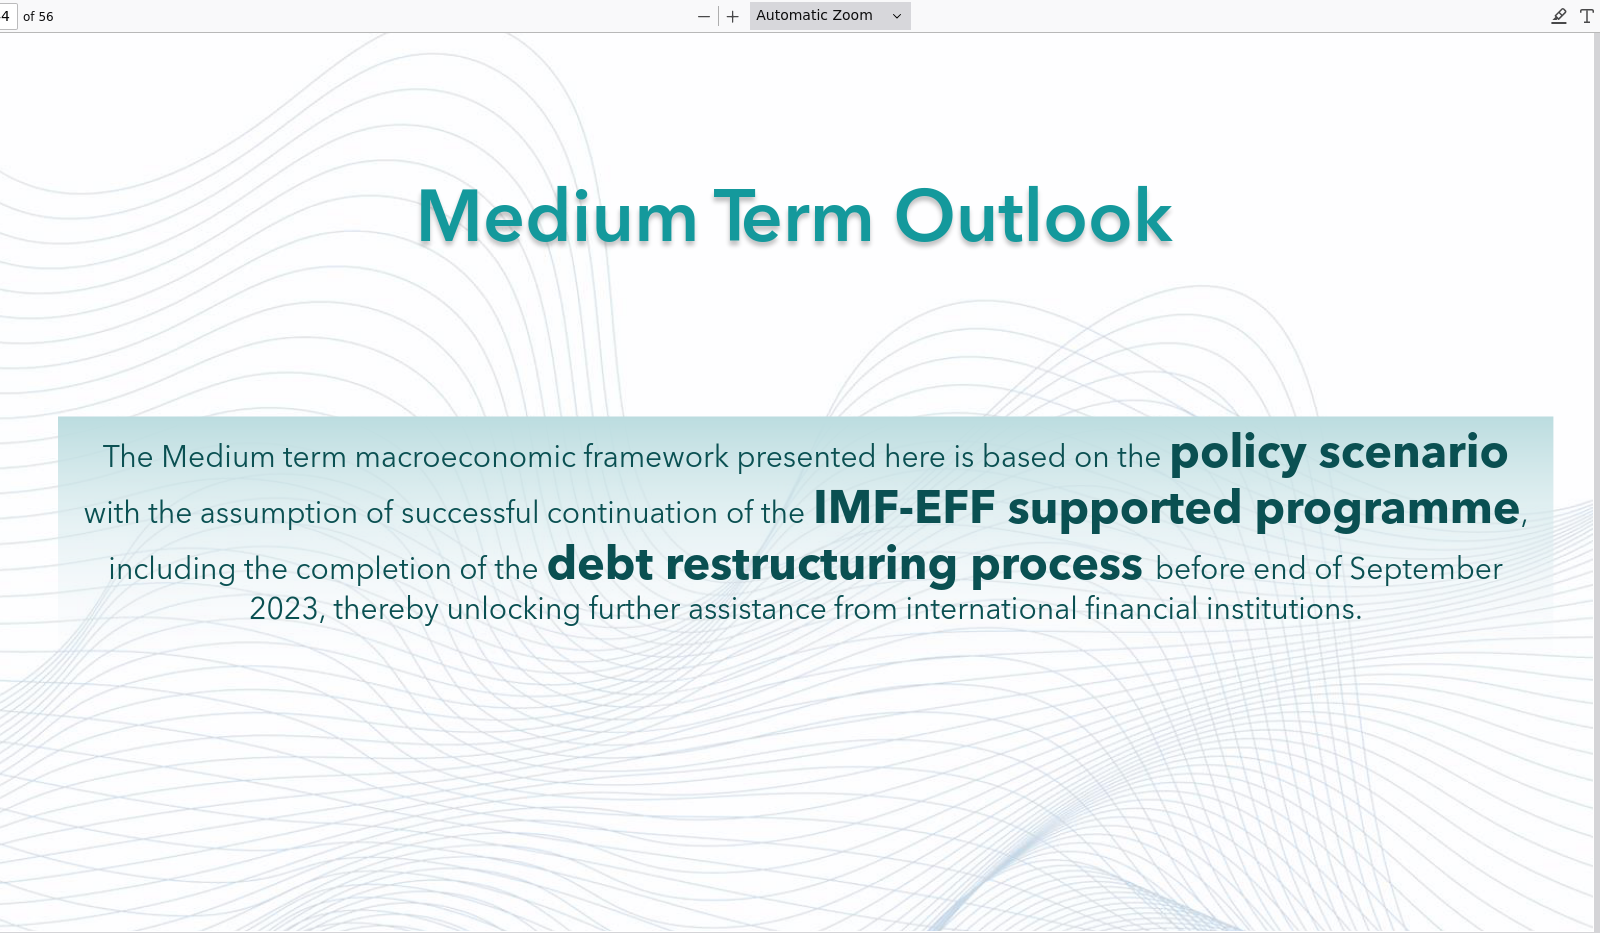 4 of 56 Automatic Zoom
Medium Term Outlook
The Medium term macroeconomic framework presented here is based on the policy scenario
with the assumption of successful continuation of the IMF-EFF supported programme,
including the completion of the debt restructuring process before end of September
2023, thereby unlocking further assistance from international financial institutions.